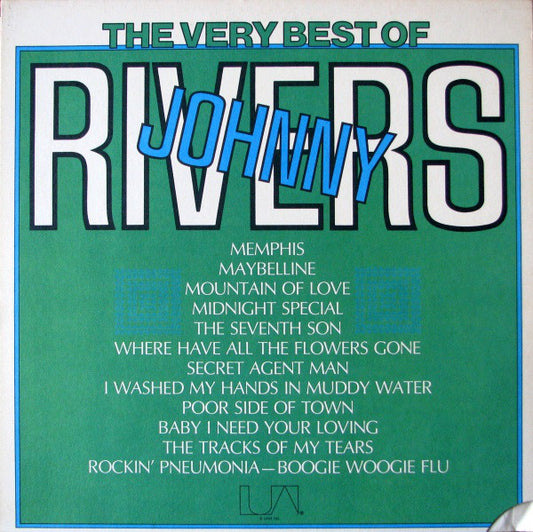 THE VERY BEST OF
JOHNNY
RIVERS
MEMPHIS
MAYBELLINE
MOUNTAIN OF LOVE
MIDNIGHT SPECIAL
THE SEVENTH SON
WHERE HAVE ALL THE FLOWERS GONE
SECRET AGENT MAN
I WASHED MY HANDS IN MUDDY WATER
POOR SIDE OF TOWN
BABY I NEED YOUR LOVING
THE TRACKS OF MY TEARS
ROCKIN' PNEUMONIA—BOOGIE WOOGIE FLU
UA